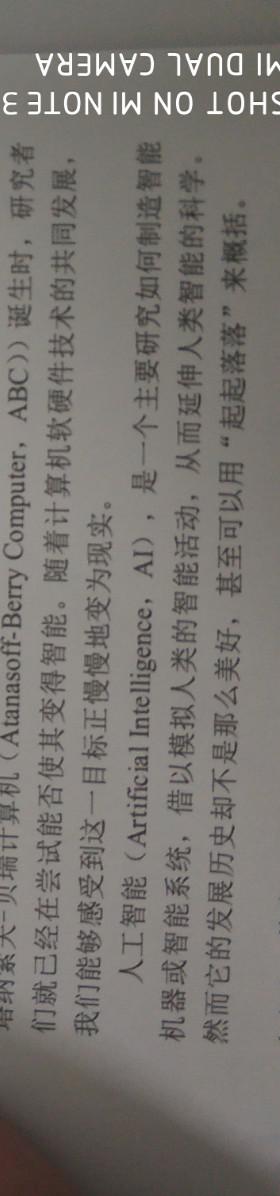 塔纳索夫-贝瑞计算机（Atanasoff-Berry Computer，ABC））诞生时，研究者
们就已经在尝试能否使其变得智能。随着计算机软硬件技术的共同发展，
我们能够感受到这一目标正慢慢地变为现实。
人工智能（Artificial Intelligence，AI），是一个主要研究如何制造智能
机器或智能系统，借以模拟人类的智能活动，从而延伸人类智能的科学。
然而它的发展历史却不是那么美好，甚至可以用“起起落落”来概括。
SHOT ON MI NOTE 3
MI DUAL CAMERA